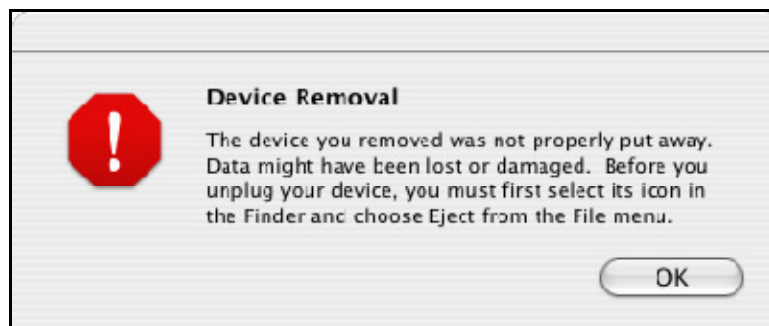 Device Removal
The device you removed was not properly put away.
Data might have been lost or damaged. Before you
unplug your device, you must first select its icon in
the Finder and choose Eject from the File menu.
OK